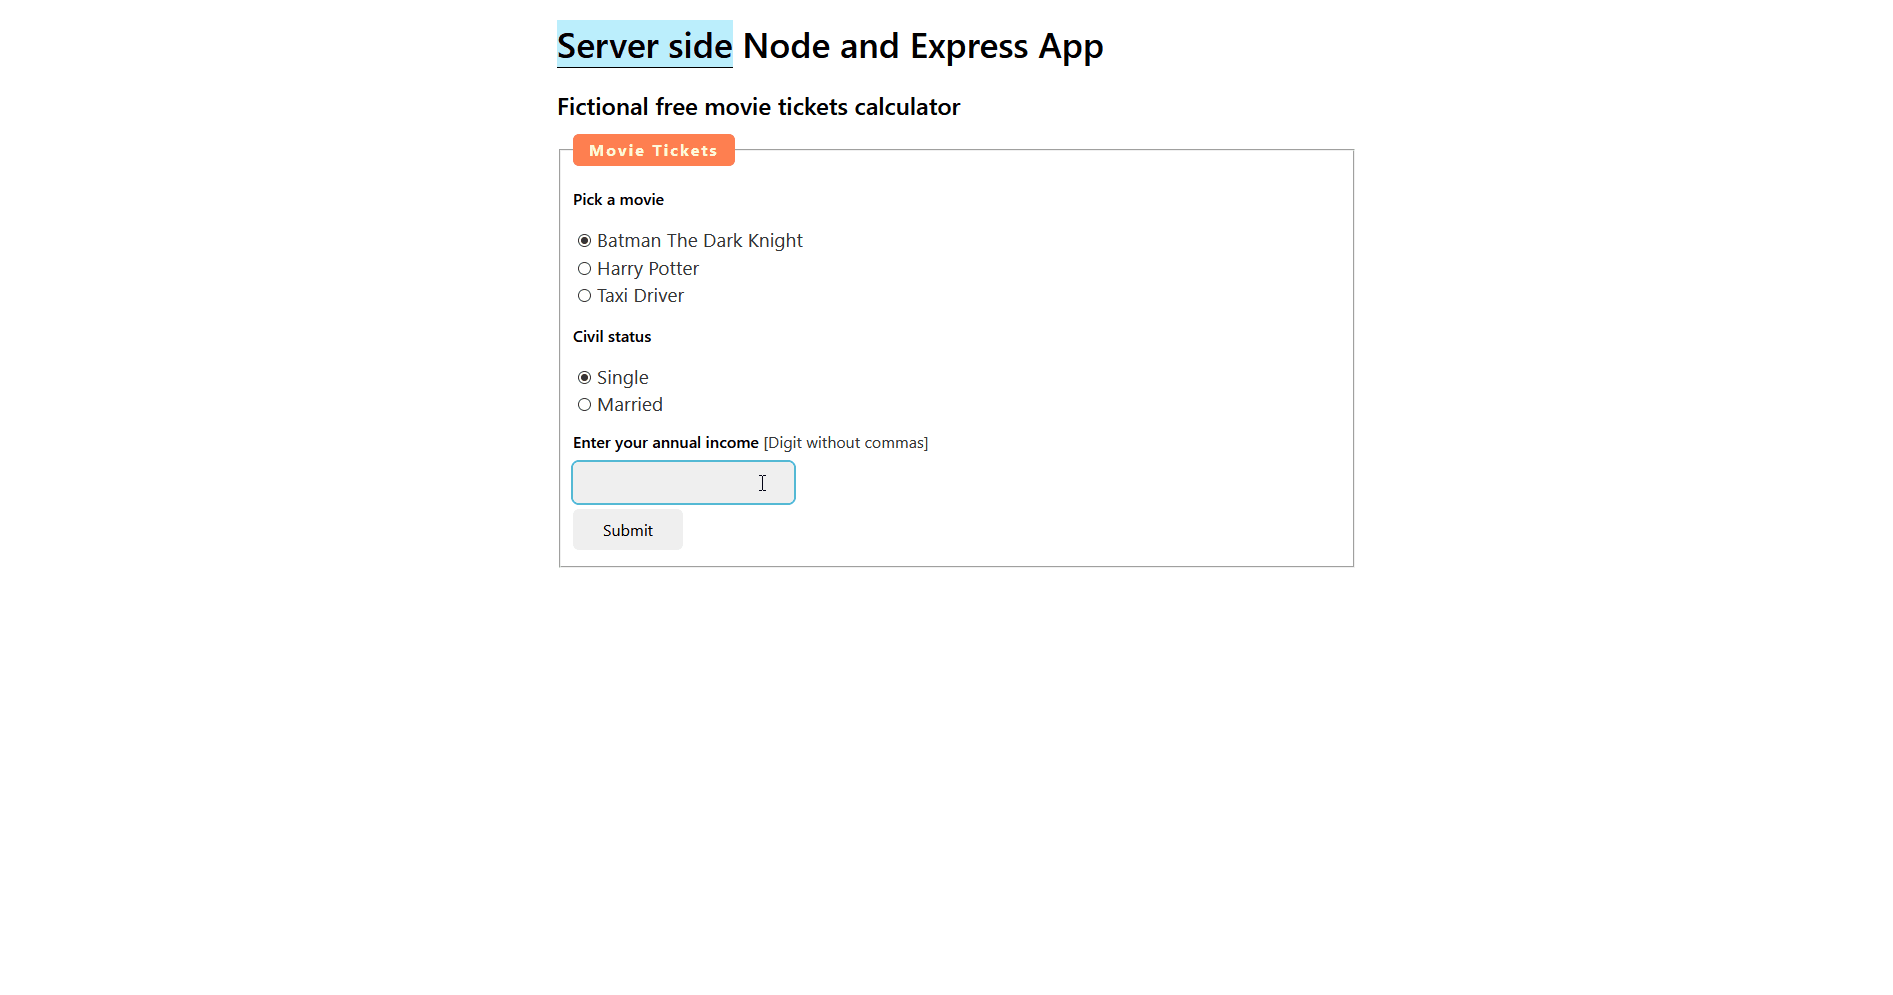 Server side Node and Express App
Fictional free movie tickets calculator
Movie Tickets
Pick a movie
Batman The Dark Knight
Harry Potter
Taxi Driver
Civil status
Single
Married
Enter your annual income [Digit without commas]
Submit